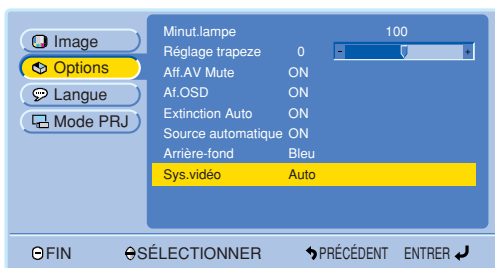 Image
Options
Langue
Mode PRJ
Minut.lampe 100
Réglage trapeze 0 - +
Aff.AV Mute ON
Af.OSD ON
Extinction Auto ON
Source automatique ON
Arrière-fond Bleu
Sys.vidéo Auto
FIN SÉLECTIONNER PRÉCÉDENT ENTRER